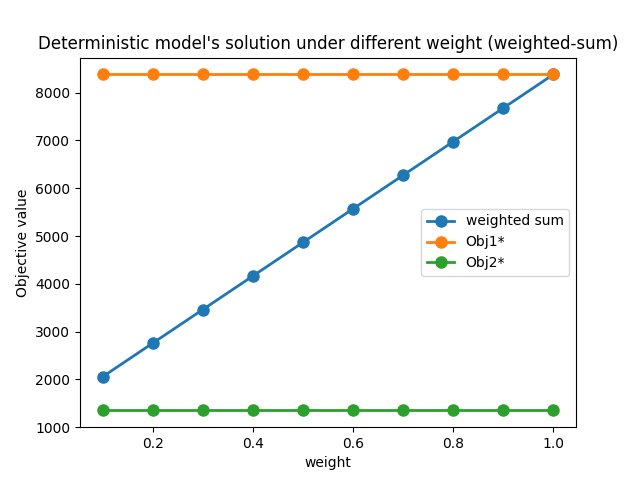 Deterministic model's solution under different weight (weighted-sum)
8000
7000
6000
5000
4000
3000
2000
1000
Objective value
weighted sum
Obj1*
Obj2*
0.2 0.4 0.6 0.8 1.0
weight